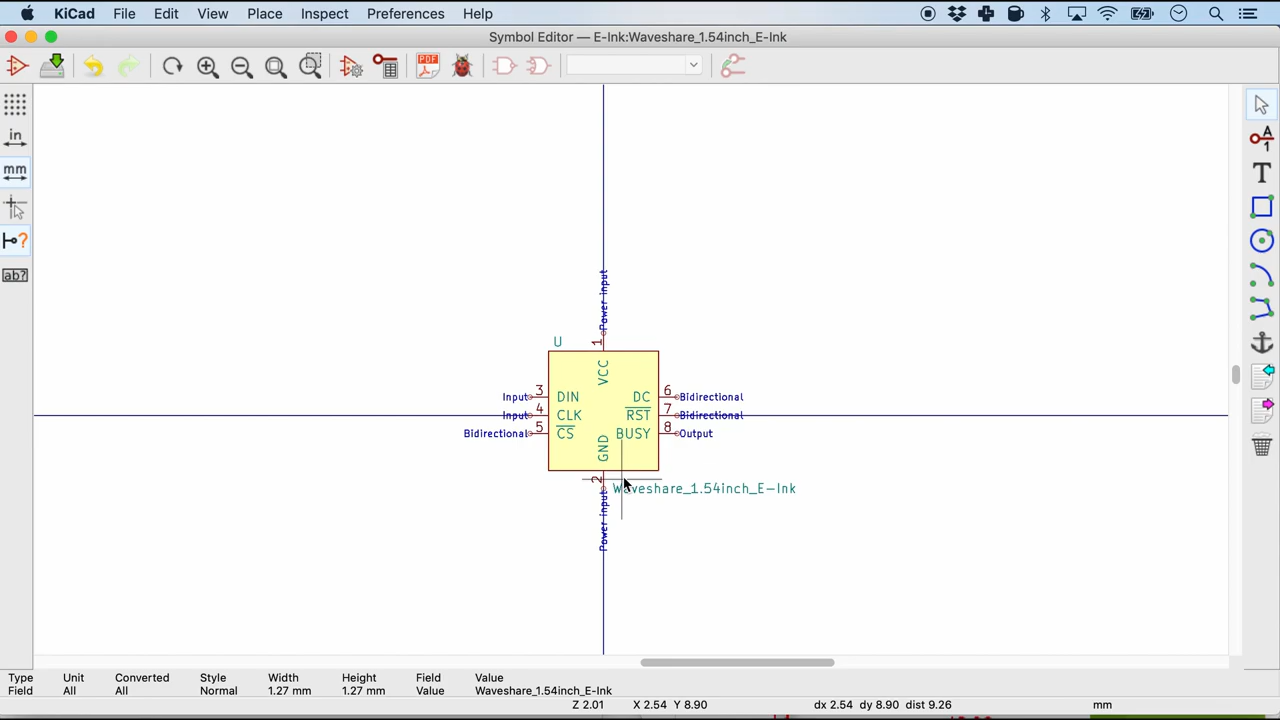 KiCad File Edit View Place Inspect Preferences Help
Symbol Editor — E-Ink:Waveshare_1.54inch_E-Ink
PDF
in
mm
ab?
A
1
T
Power input
1
U
VCC
Input 3 DIN DC 6 Bidirectional
Input 4 CLK RST 7 Bidirectional
Bidirectional 5 CS BUSY 8 Output
GND
2
Waveshare_1.54inch_E-Ink
Power input
Type Unit Converted Style Width Height Field Value
Field All All Normal 1.27 mm 1.27 mm Value Waveshare_1.54inch_E-Ink
Z 2.01 X 2.54 Y 8.90 dx 2.54 dy 8.90 dist 9.26 mm